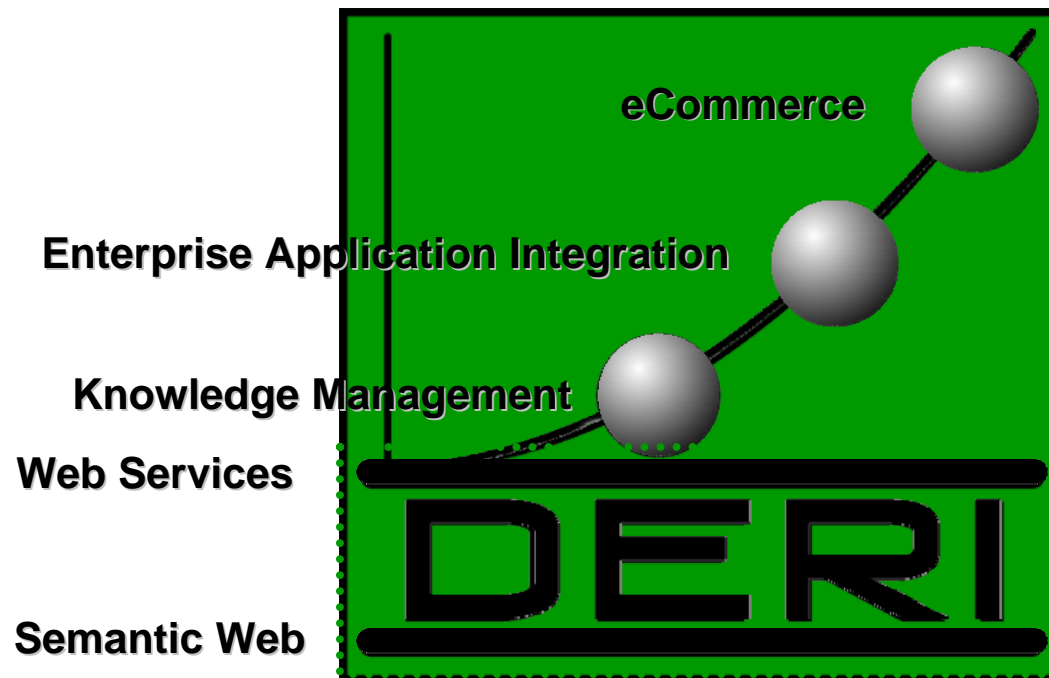 eCommerce
Enterprise Application Integration
Knowledge Management
Web Services
DERI
Semantic Web